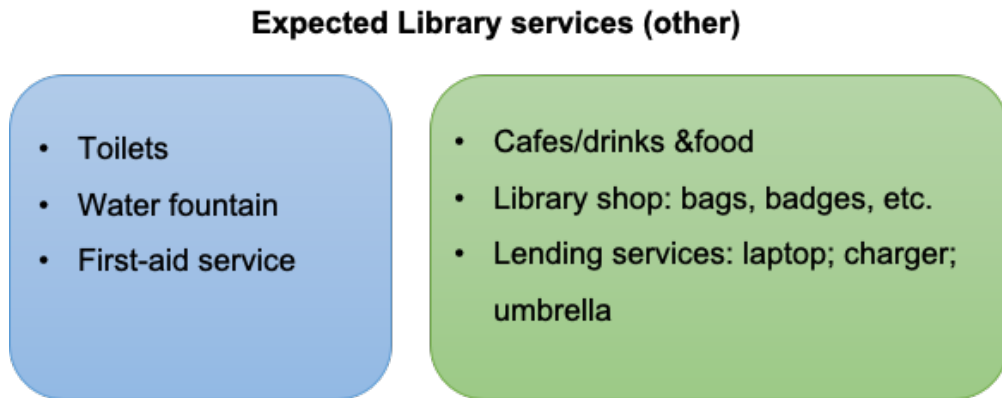 Expected Library services (other)
• Toilets
• Water fountain
• First-aid service
• Cafes/drinks &food
• Library shop: bags, badges, etc.
• Lending services: laptop; charger;
umbrella